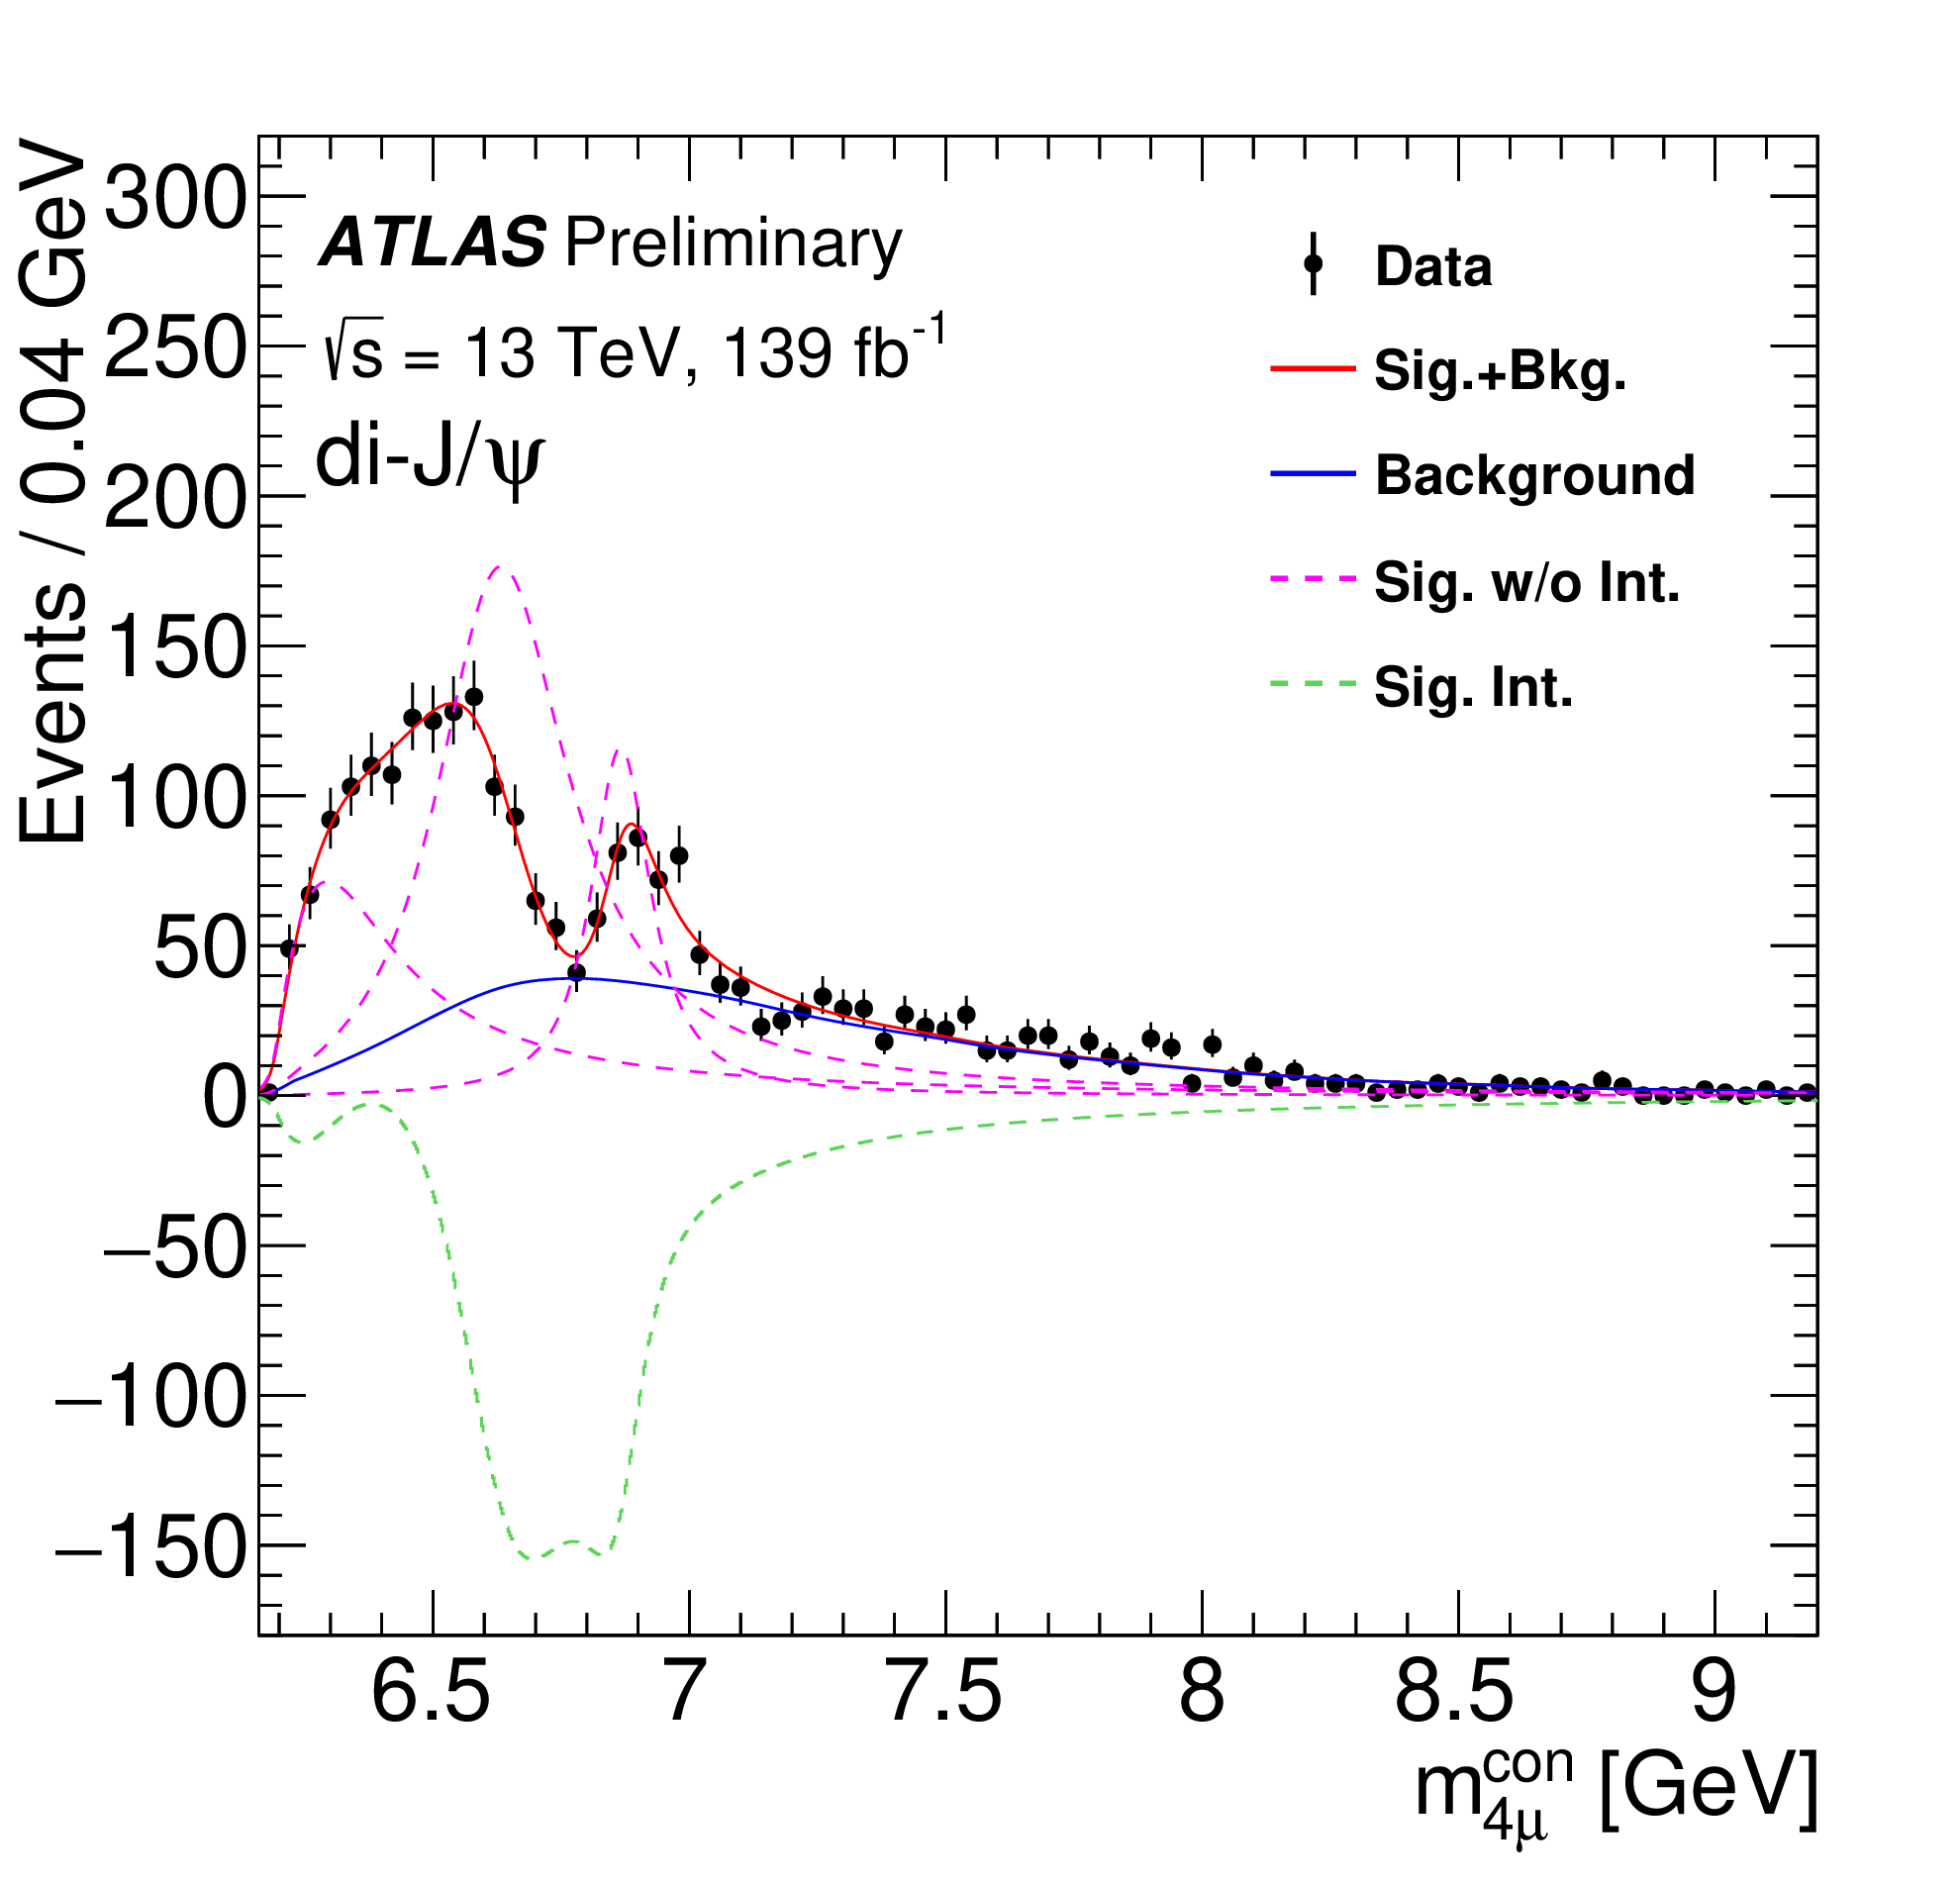 Events / 0.04 GeV
300
250
200
150
100
50
0
−50
−100
−150
ATLAS Preliminary
√s = 13 TeV, 139 fb⁻¹
di-J/ψ
Data
Sig.+Bkg.
Background
Sig. w/o Int.
Sig. Int.
6.5 7 7.5 8 8.5 9
m₄μᶜᵒⁿ [GeV]